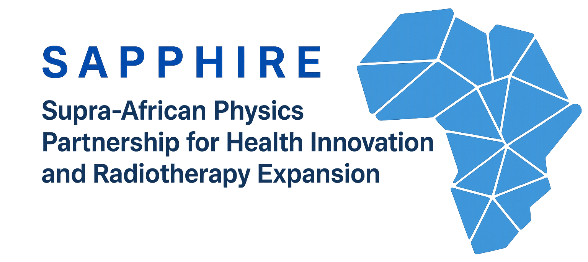 SAPPHIRE
Supra-African Physics
Partnership for Health Innovation
and Radiotherapy Expansion